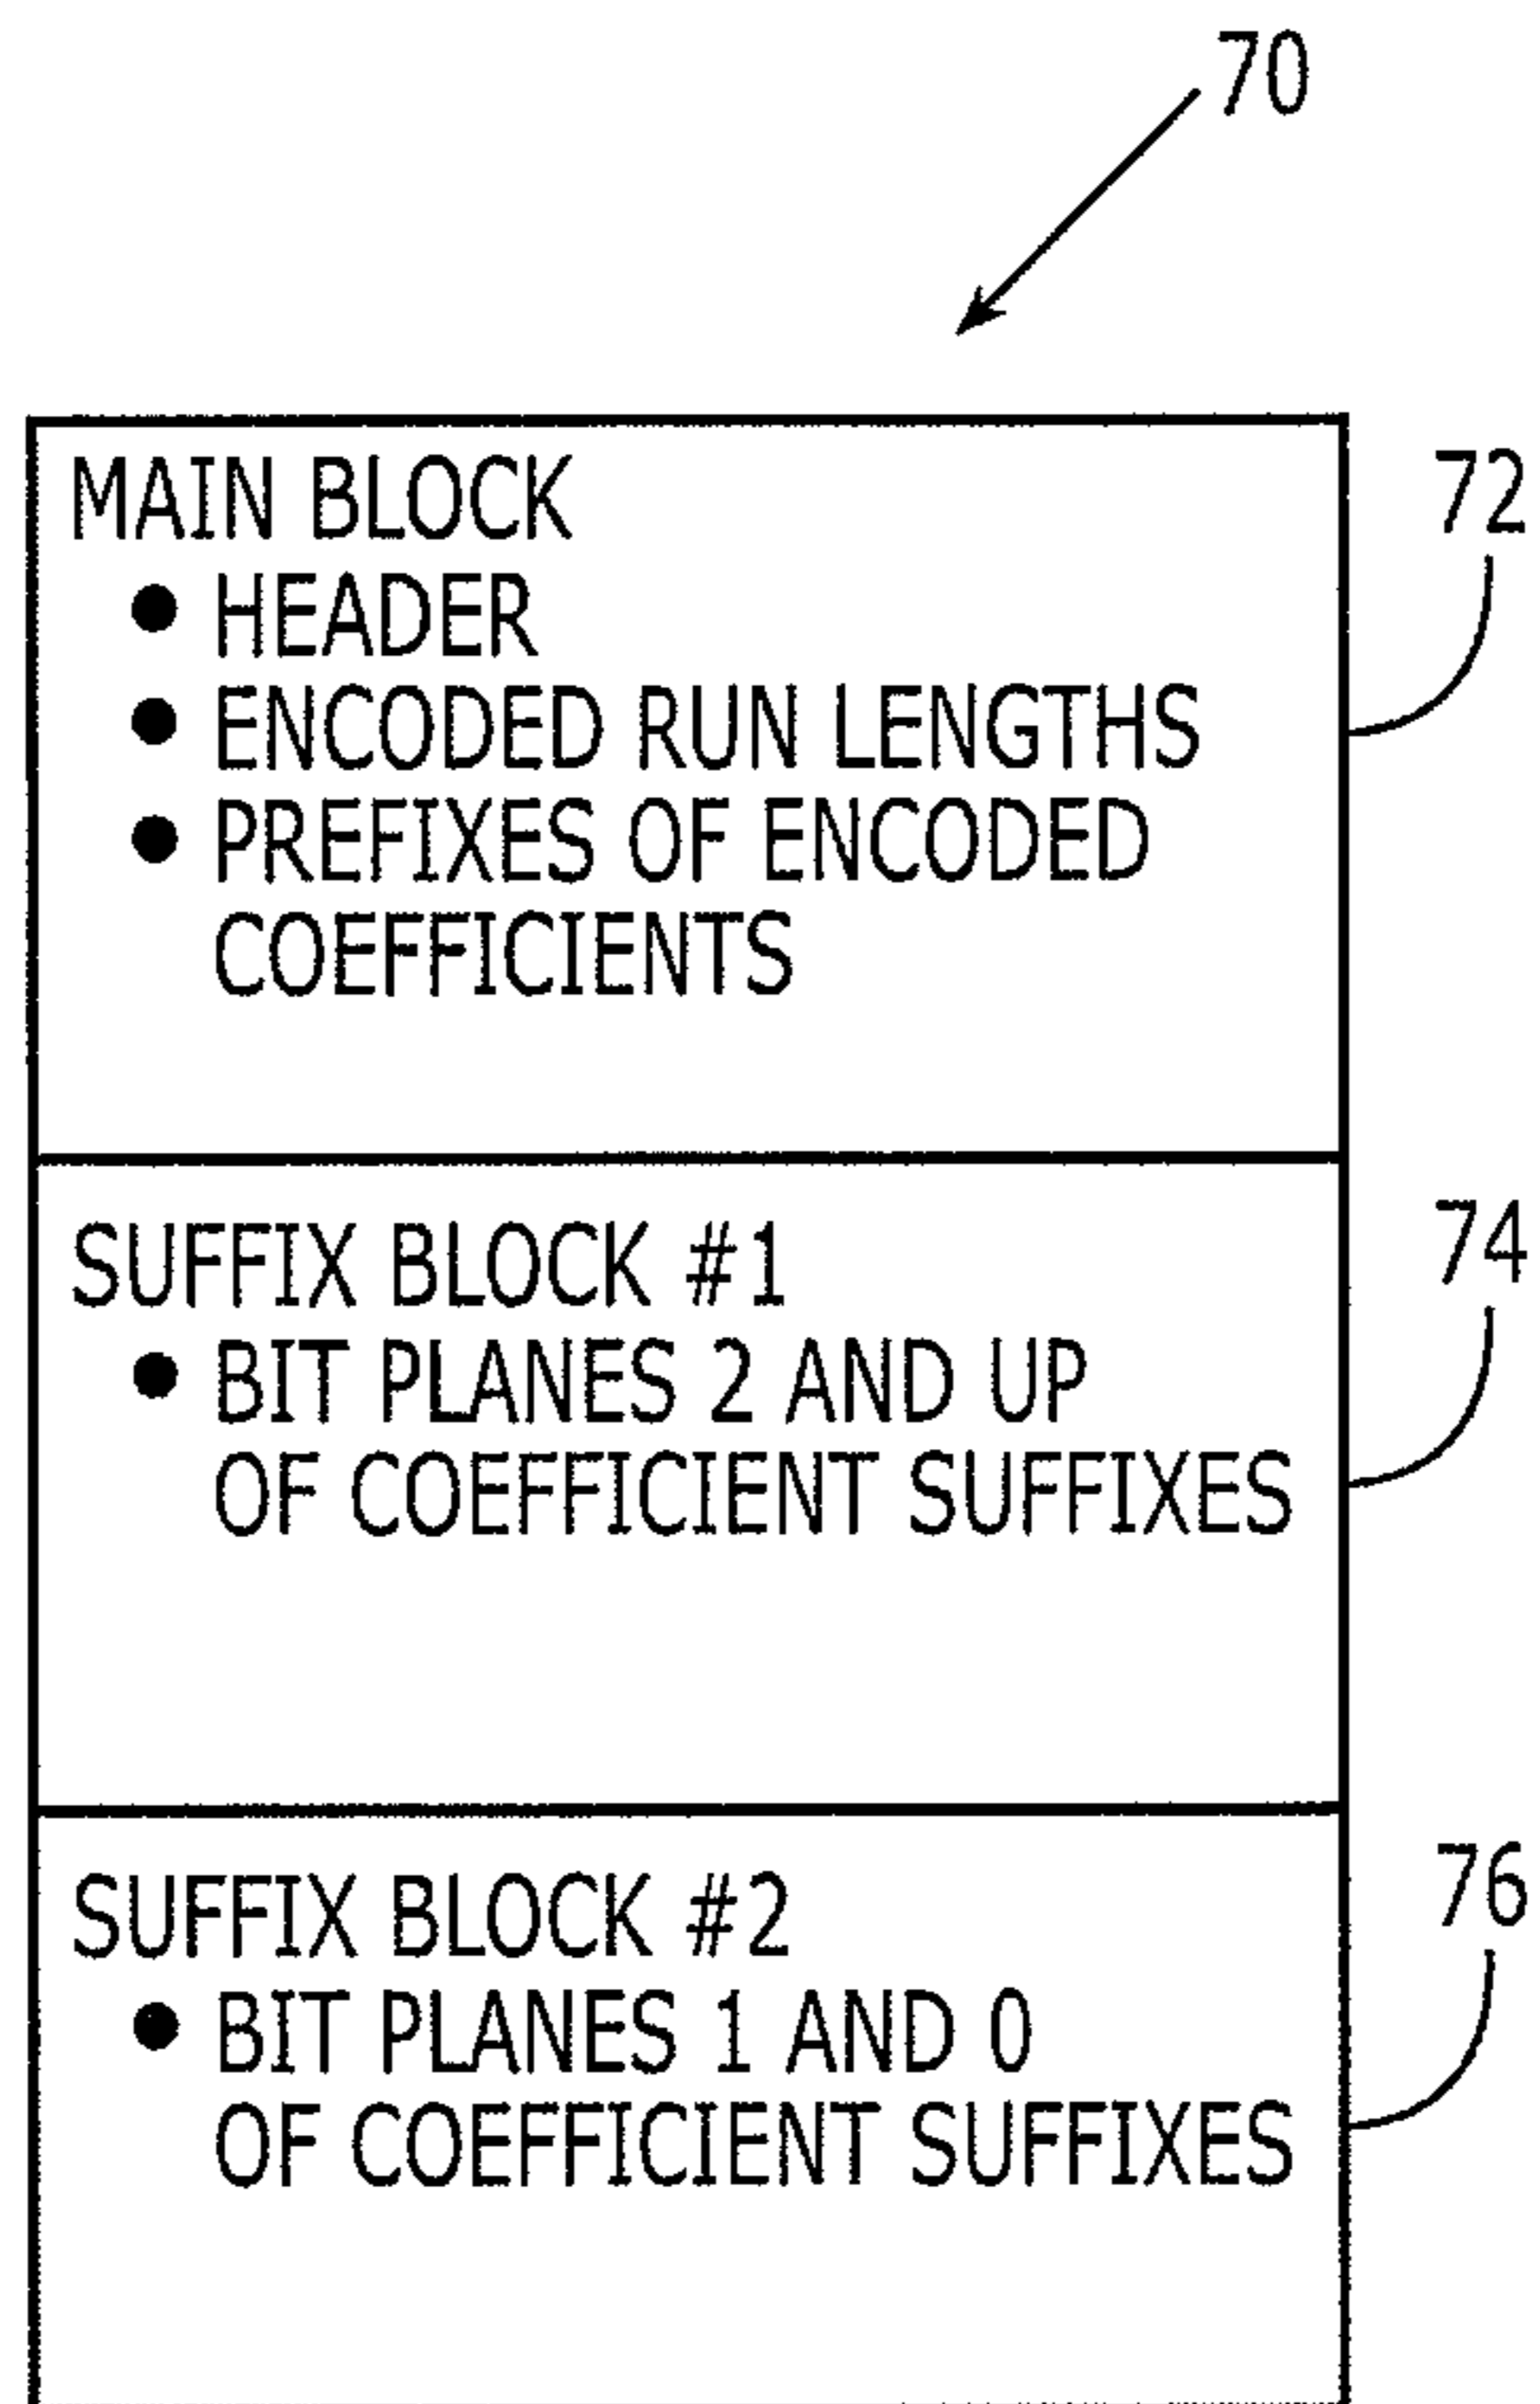 70
MAIN BLOCK
● HEADER
● ENCODED RUN LENGTHS
● PREFIXES OF ENCODED
COEFFICIENTS
72
SUFFIX BLOCK #1
● BIT PLANES 2 AND UP
OF COEFFICIENT SUFFIXES
74
SUFFIX BLOCK #2
● BIT PLANES 1 AND 0
OF COEFFICIENT SUFFIXES
76